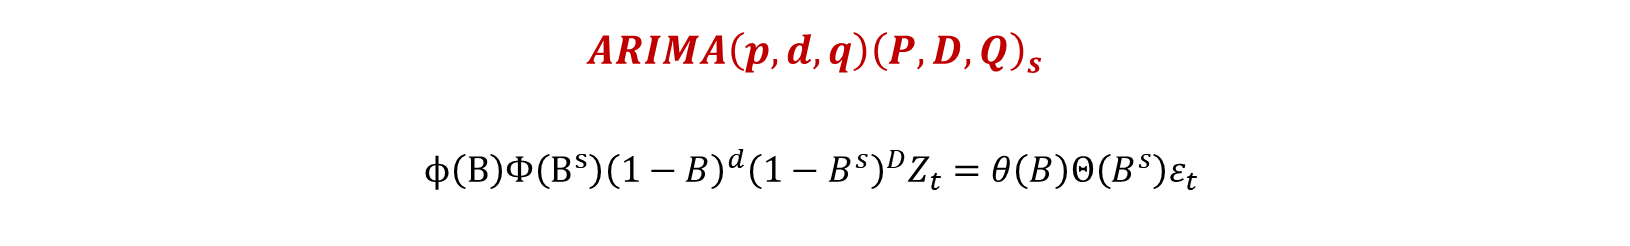 ARIMA(p, d, q)(P, D, Q)ₛ
ϕ(B)Φ(Bˢ)(1 − B)ᵈ(1 − Bˢ)ᴰZₜ = θ(B)Θ(Bˢ)εₜ